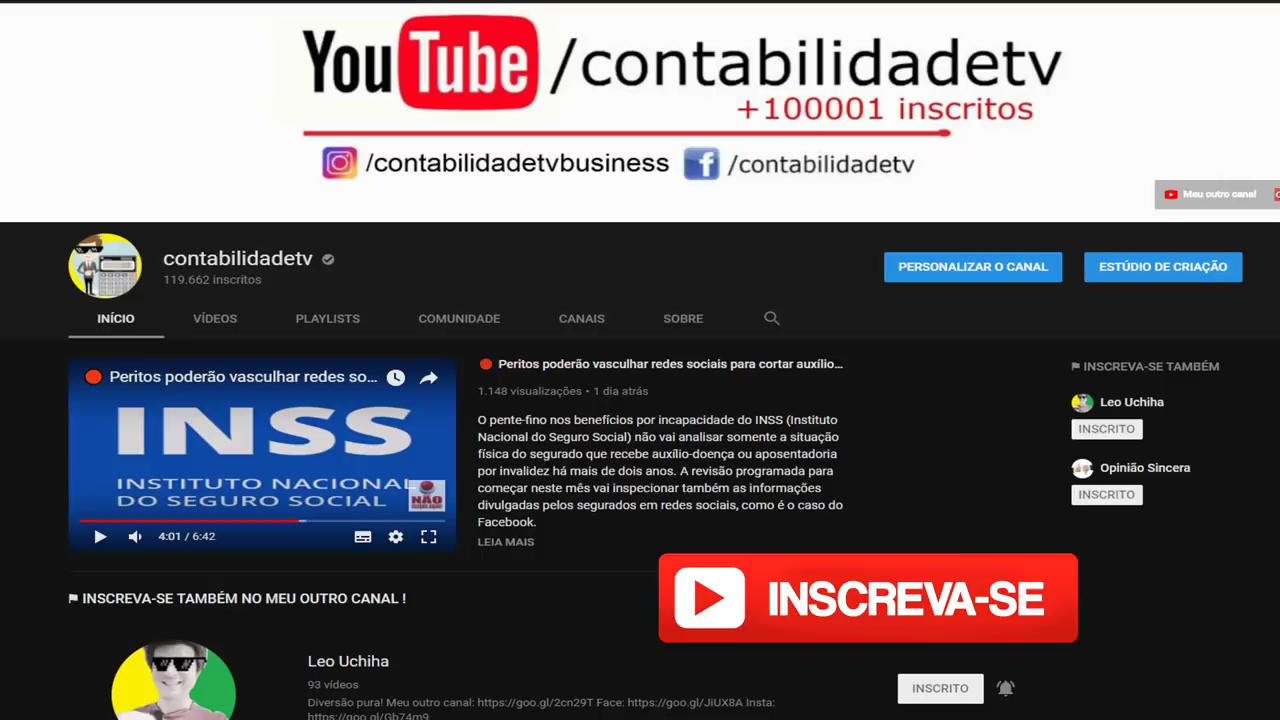 YouTube/contabilidadetv
+100001 inscritos
/contabilidadetvbusiness /contabilidadetv
Meu outro canal
contabilidadetv
119.662 inscritos
PERSONALIZAR O CANAL
ESTÚDIO DE CRIAÇÃO
INÍCIO VÍDEOS PLAYLISTS COMUNIDADE CANAIS SOBRE
Peritos poderão vasculhar redes so...
INSS
INSTITUTO NACIONAL
DO SEGURO SOCIAL
NÃO
4:01 / 6:42
Peritos poderão vasculhar redes sociais para cortar auxílio...
1.148 visualizações • 1 dia atrás
O pente-fino nos benefícios por incapacidade do INSS (Instituto
Nacional do Seguro Social) não vai analisar somente a situação
física do segurado que recebe auxílio-doença ou aposentadoria
por invalidez há mais de dois anos. A revisão programada para
começar neste mês vai inspecionar também as informações
divulgadas pelos segurados em redes sociais, como é o caso do
Facebook.
LEIA MAIS
INSCREVA-SE TAMBÉM
Leo Uchiha
INSCRITO
Opinião Sincera
INSCRITO
INSCREVA-SE
INSCREVA-SE TAMBÉM NO MEU OUTRO CANAL !
Leo Uchiha
93 vídeos
Diversão pura! Meu outro canal: https://goo.gl/2cn29T Face: https://goo.gl/JiUX8A Insta:
https://goo.gl/Gb74m9
INSCRITO